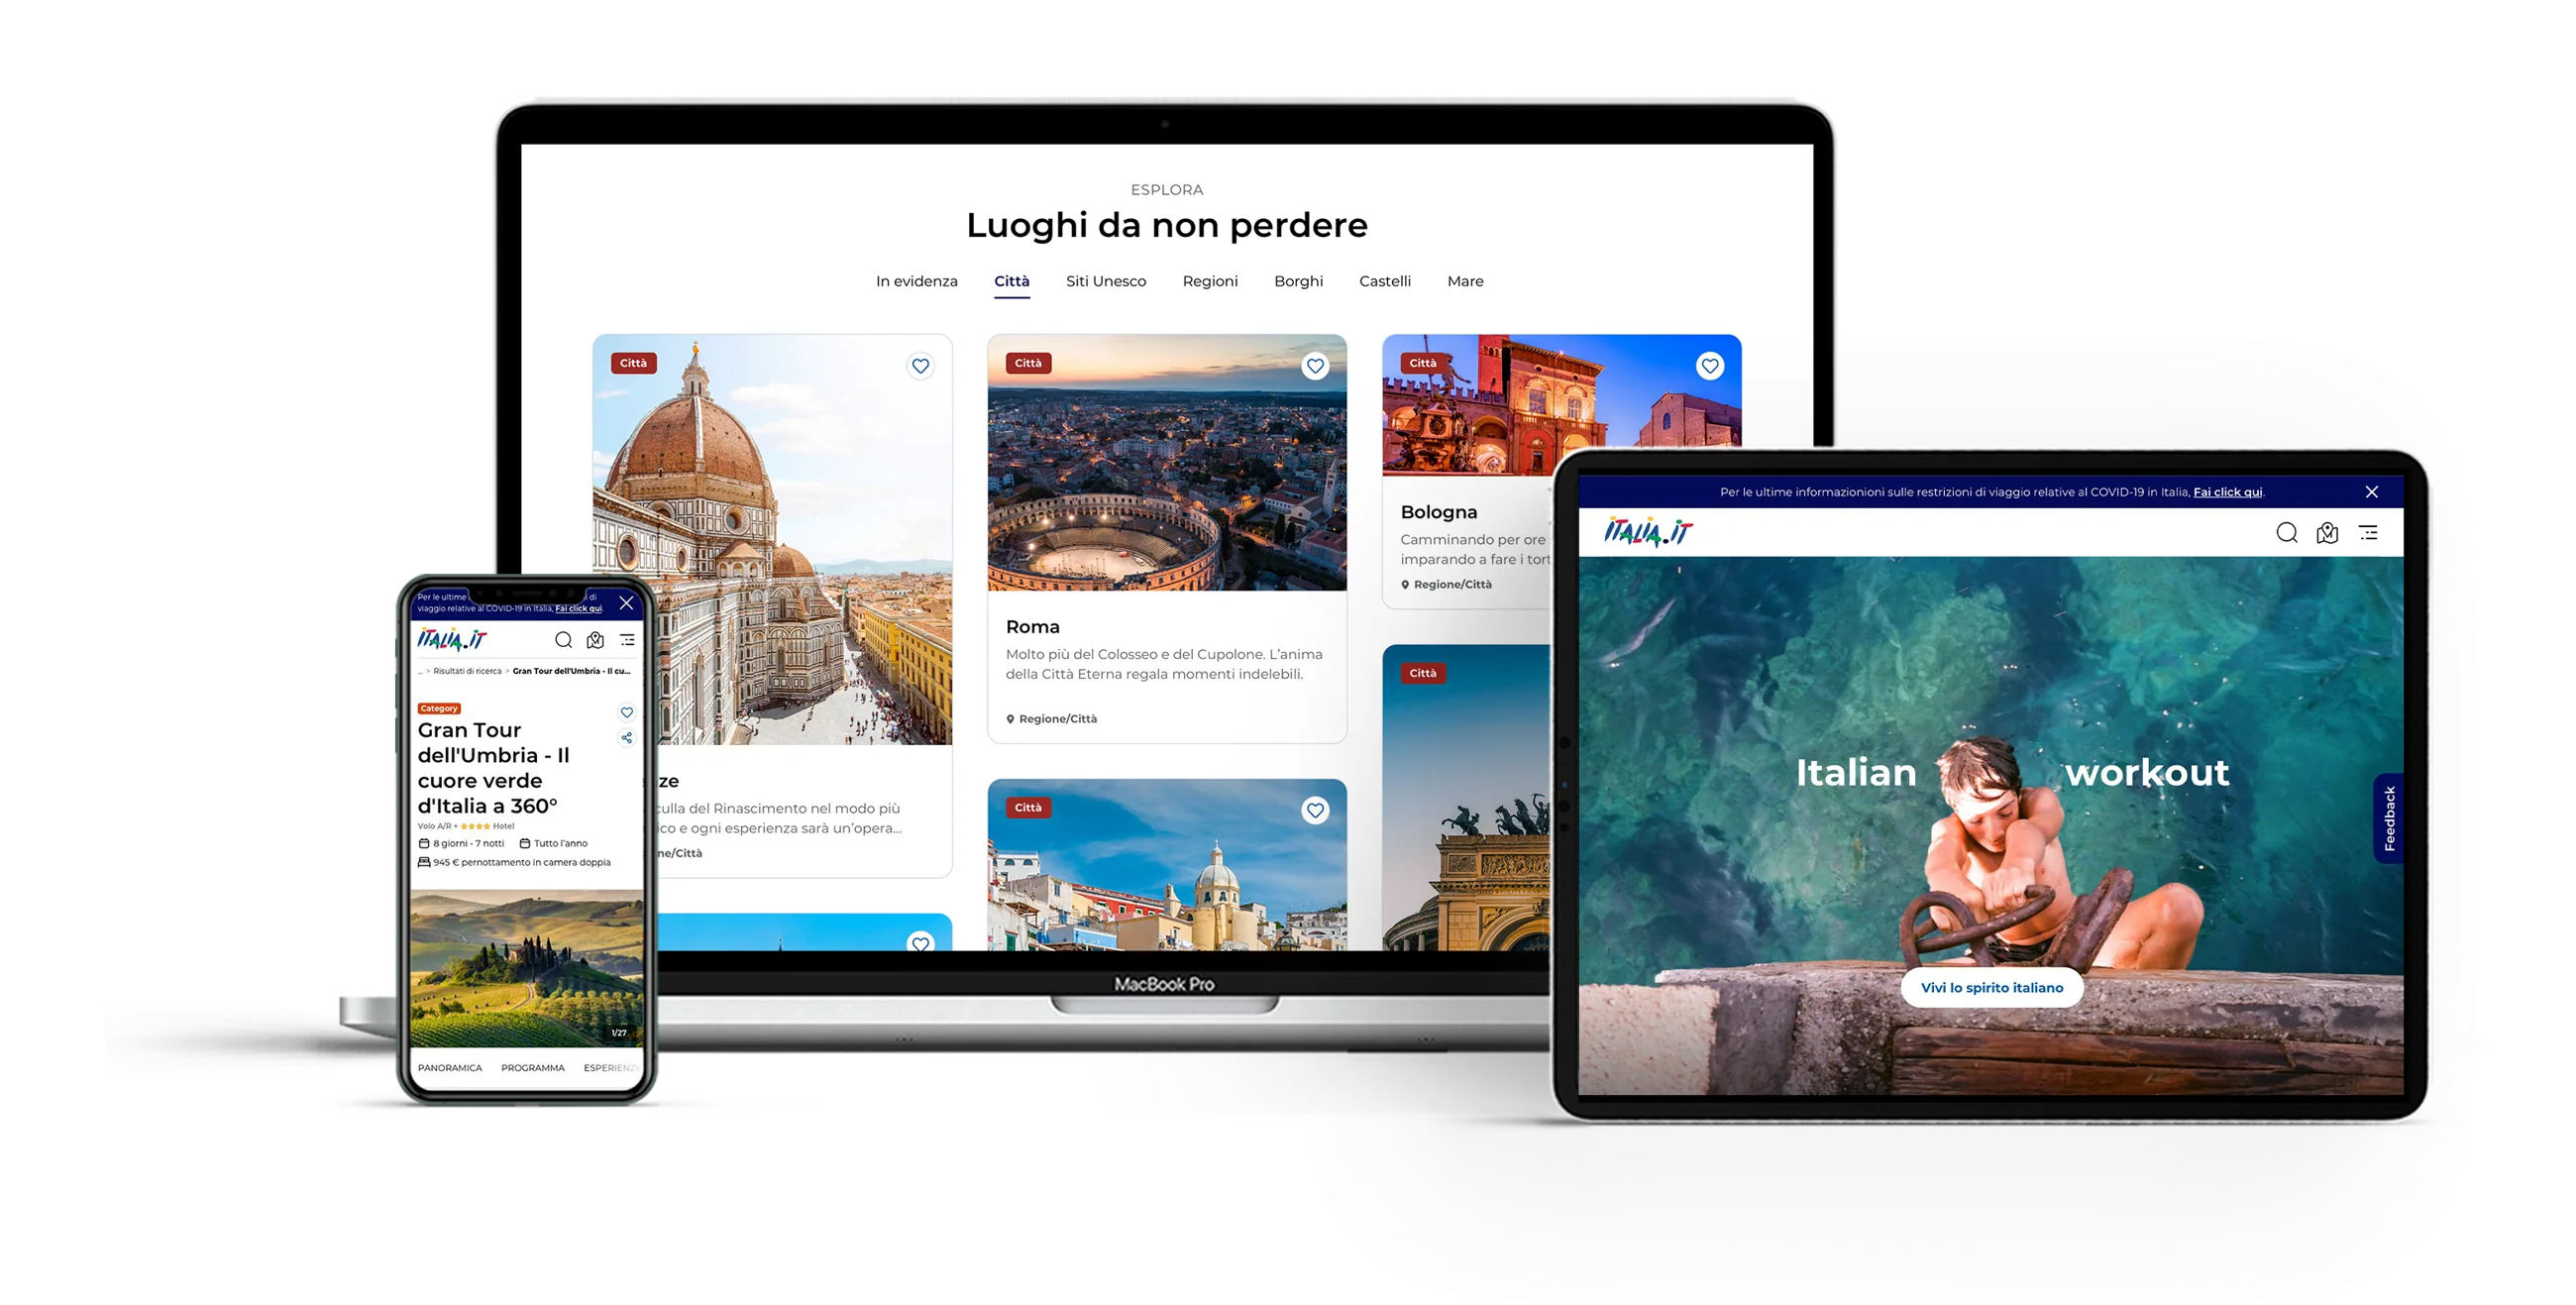 ESPLORA
Luoghi da non perdere
In evidenza Città Siti Unesco Regioni Borghi Castelli Mare
Città
ze
culla del Rinascimento nel modo più
ico e ogni esperienza sarà un'opera...
ne/Città
Città
Roma
Molto più del Colosseo e del Cupolone. L'anima
della Città Eterna regala momenti indelebili.
Regione/Città
Città
Città
Bologna
Camminando per ore
imparando a fare i tort
Regione/Città
Città
MacBook Pro
Per le ultime di
viaggio relative al COVID-19 in Italia, Fai click qui.
ITALIA.IT
... > Risultati di ricerca > Gran Tour dell'Umbria - Il cu...
Category
Gran Tour
dell'Umbria - Il
cuore verde
d'Italia a 360°
Volo A/R • Hotel
8 giorni - 7 notti Tutto l'anno
945 € pernottamento in camera doppia
1/27
PANORAMICA PROGRAMMA ESPERIENZ
Per le ultime informazionioni sulle restrizioni di viaggio relative al COVID-19 in Italia, Fai click qui.
ITALIA.IT
Italian workout
Feedback
Vivi lo spirito italiano